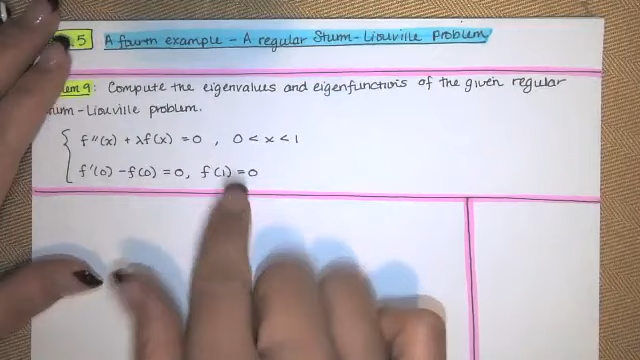 .5 A fourth example - A regular Sturm-Liouville Problem
9: Compute the eigenvalues and eigenfunctions of the given regular
-Liouville problem.
f''(x) + λf(x) = 0 , 0 < x < 1
f'(0) - f(0) = 0, f(1) = 0